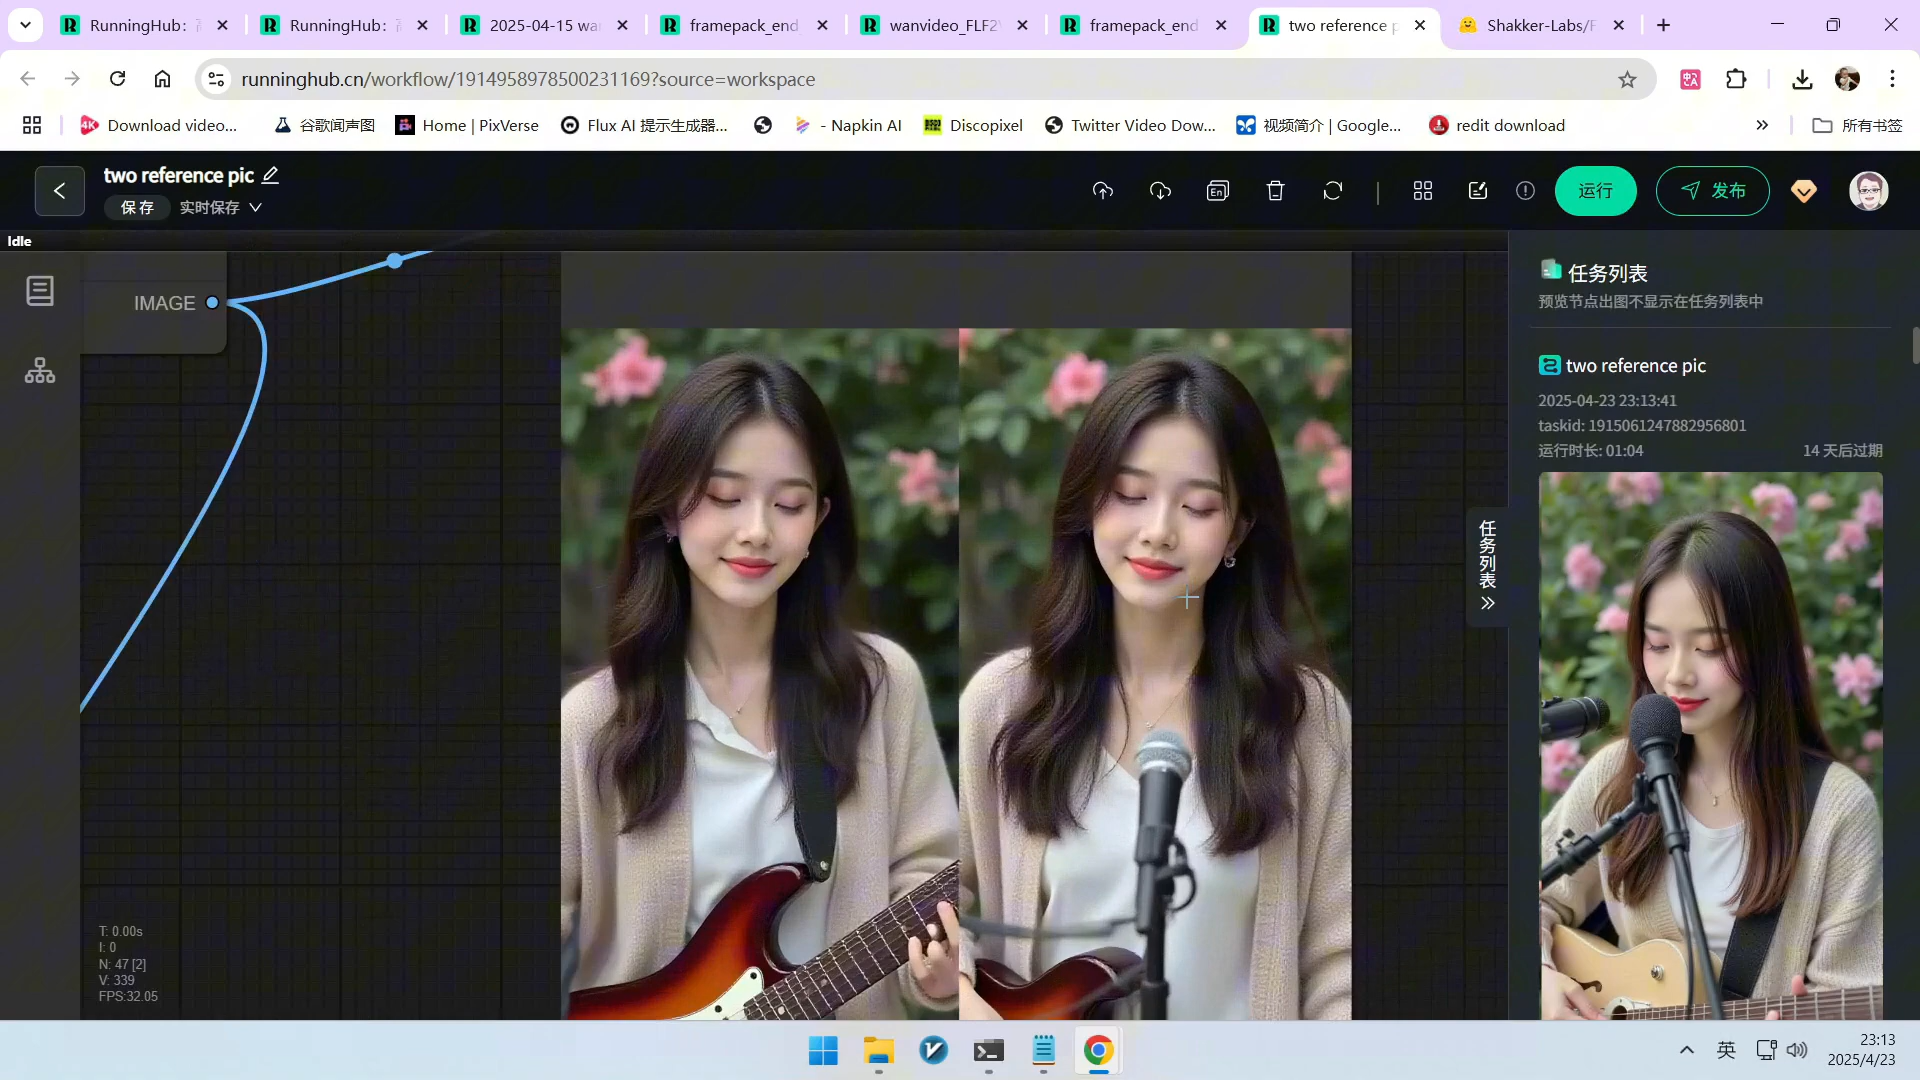 RunningHub：
RunningHub：
2025-04-15 wa
framepack_end
wanvideo_FLF2
framepack_end
two reference p
Shakker-Labs/F
runninghub.cn/workflow/1914958978500231169?source=workspace
Download video...
谷歌闻声图
Home | PixVerse
Flux AI 提示生成器...
- Napkin AI
Discopixel
Twitter Video Dow...
视频简介 | Google...
redit download
所有书签
two reference pic
保存
实时保存
En
运行
发布
Idle
IMAGE
任务列表
预览节点出图不显示在任务列表中
two reference pic
2025-04-23 23:13:41
taskid: 1915061247882956801
运行时长: 01:04
14 天后过期
任务列表
T: 0.00s
I: 0
N: 47 [2]
V: 339
FPS:32.05
英
23:13
2025/4/23